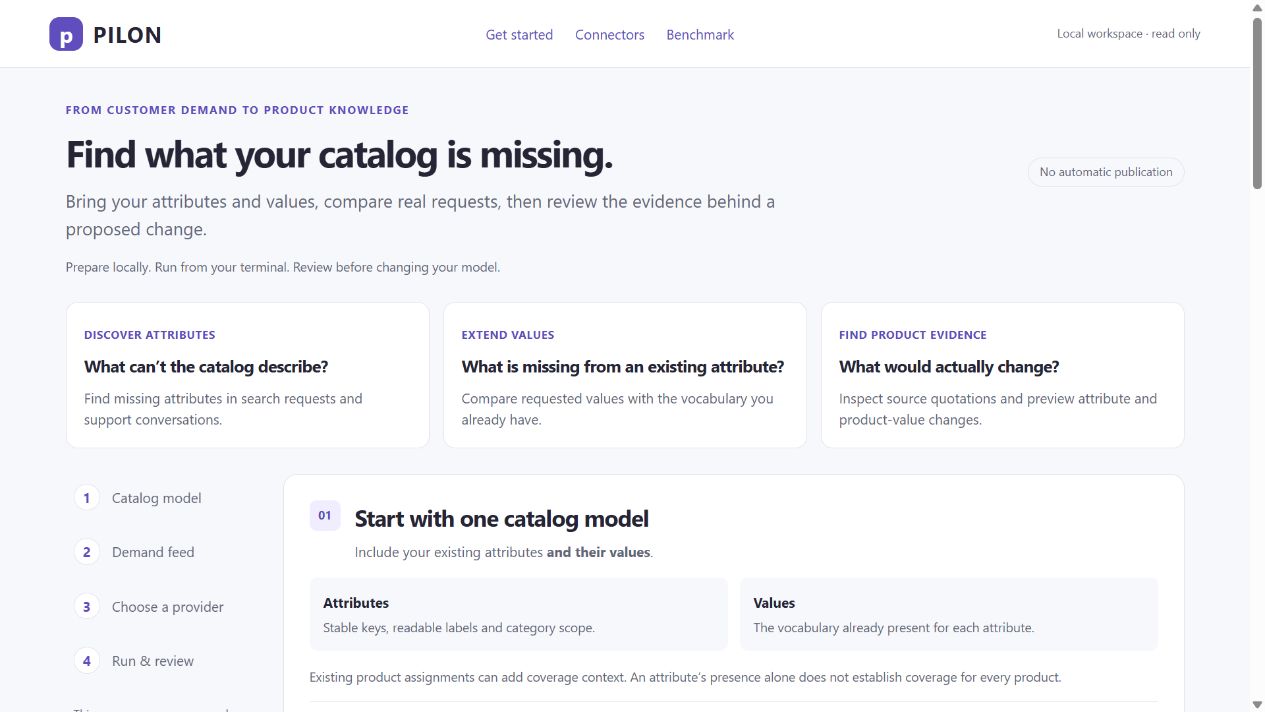 p PILON
Get started Connectors Benchmark
Local workspace · read only
FROM CUSTOMER DEMAND TO PRODUCT KNOWLEDGE
Find what your catalog is missing.
No automatic publication
Bring your attributes and values, compare real requests, then review the evidence behind a
proposed change.
Prepare locally. Run from your terminal. Review before changing your model.
DISCOVER ATTRIBUTES
What can’t the catalog describe?
Find missing attributes in search requests and
support conversations.
EXTEND VALUES
What is missing from an existing attribute?
Compare requested values with the vocabulary you
already have.
FIND PRODUCT EVIDENCE
What would actually change?
Inspect source quotations and preview attribute and
product-value changes.
1 Catalog model
2 Demand feed
3 Choose a provider
4 Run & review
01 Start with one catalog model
Include your existing attributes and their values.
Attributes
Stable keys, readable labels and category scope.
Values
The vocabulary already present for each attribute.
Existing product assignments can add coverage context. An attribute’s presence alone does not establish coverage for every product.